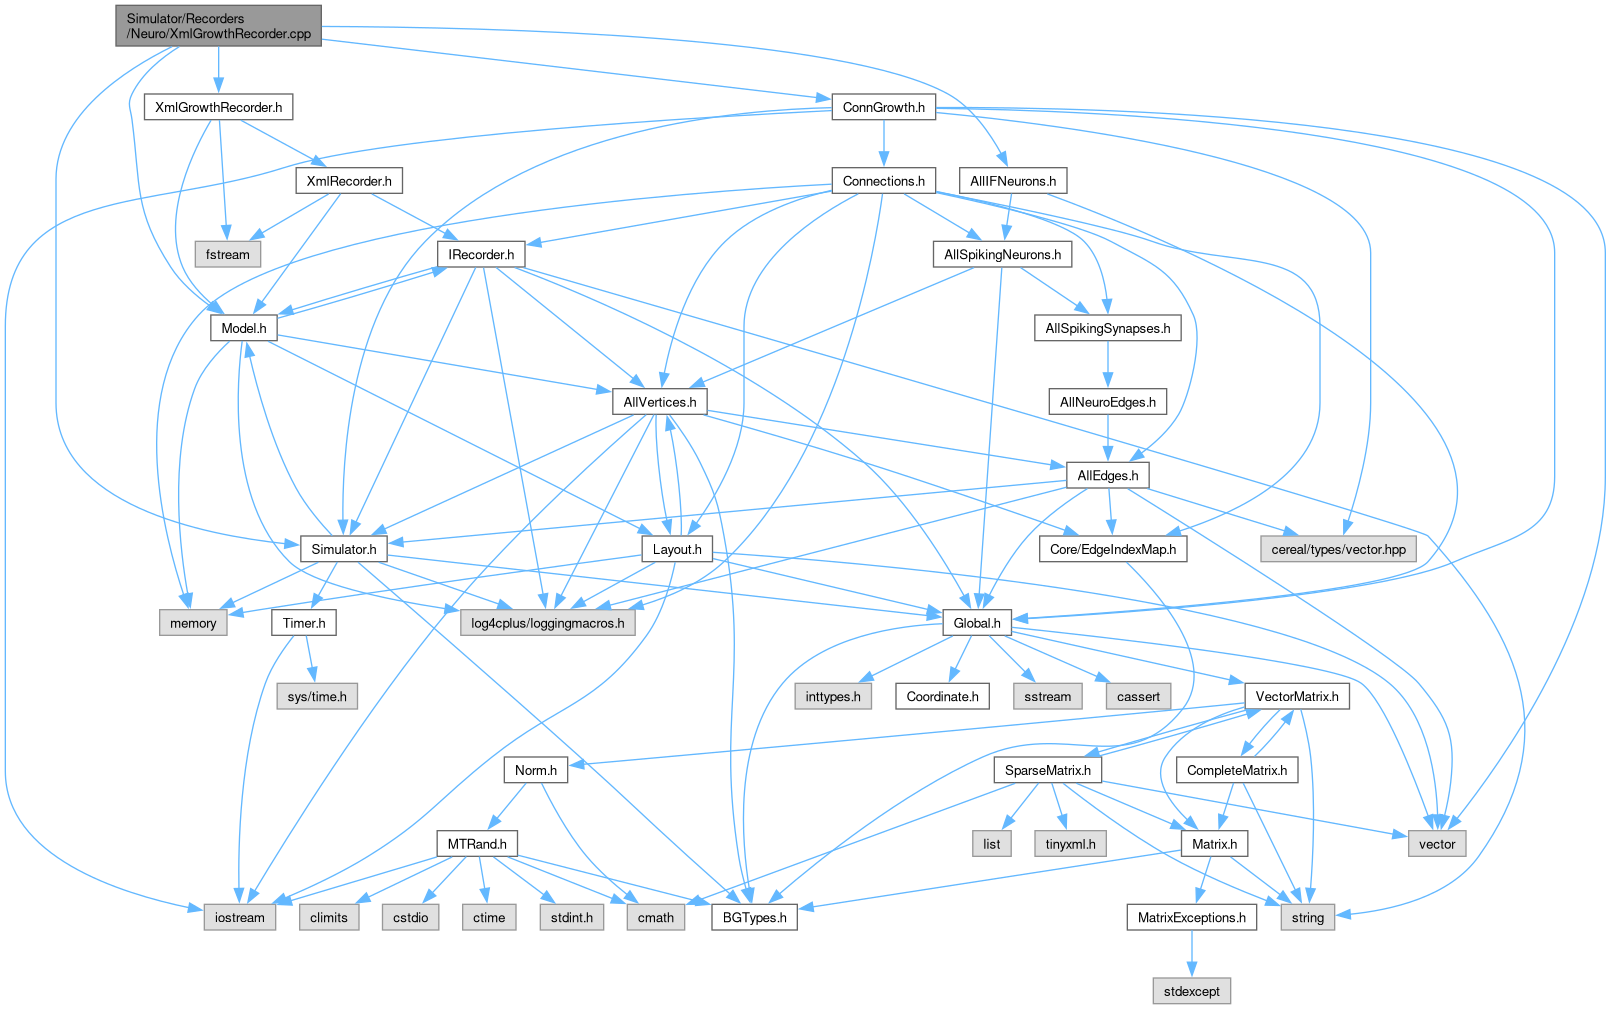 Simulator/Recorders
/Neuro/XmlGrowthRecorder.cpp
XmlGrowthRecorder.h
ConnGrowth.h
XmlRecorder.h
Connections.h
AllIFNeurons.h
fstream
IRecorder.h
AllSpikingNeurons.h
Model.h
AllSpikingSynapses.h
AllVertices.h
AllNeuroEdges.h
AllEdges.h
Simulator.h
Layout.h
Core/EdgeIndexMap.h
cereal/types/vector.hpp
memory
Timer.h
log4cplus/loggingmacros.h
Global.h
sys/time.h
inttypes.h
Coordinate.h
sstream
cassert
VectorMatrix.h
Norm.h
SparseMatrix.h
CompleteMatrix.h
MTRand.h
list
tinyxml.h
Matrix.h
vector
iostream
climits
cstdio
ctime
stdint.h
cmath
BGTypes.h
MatrixExceptions.h
string
stdexcept